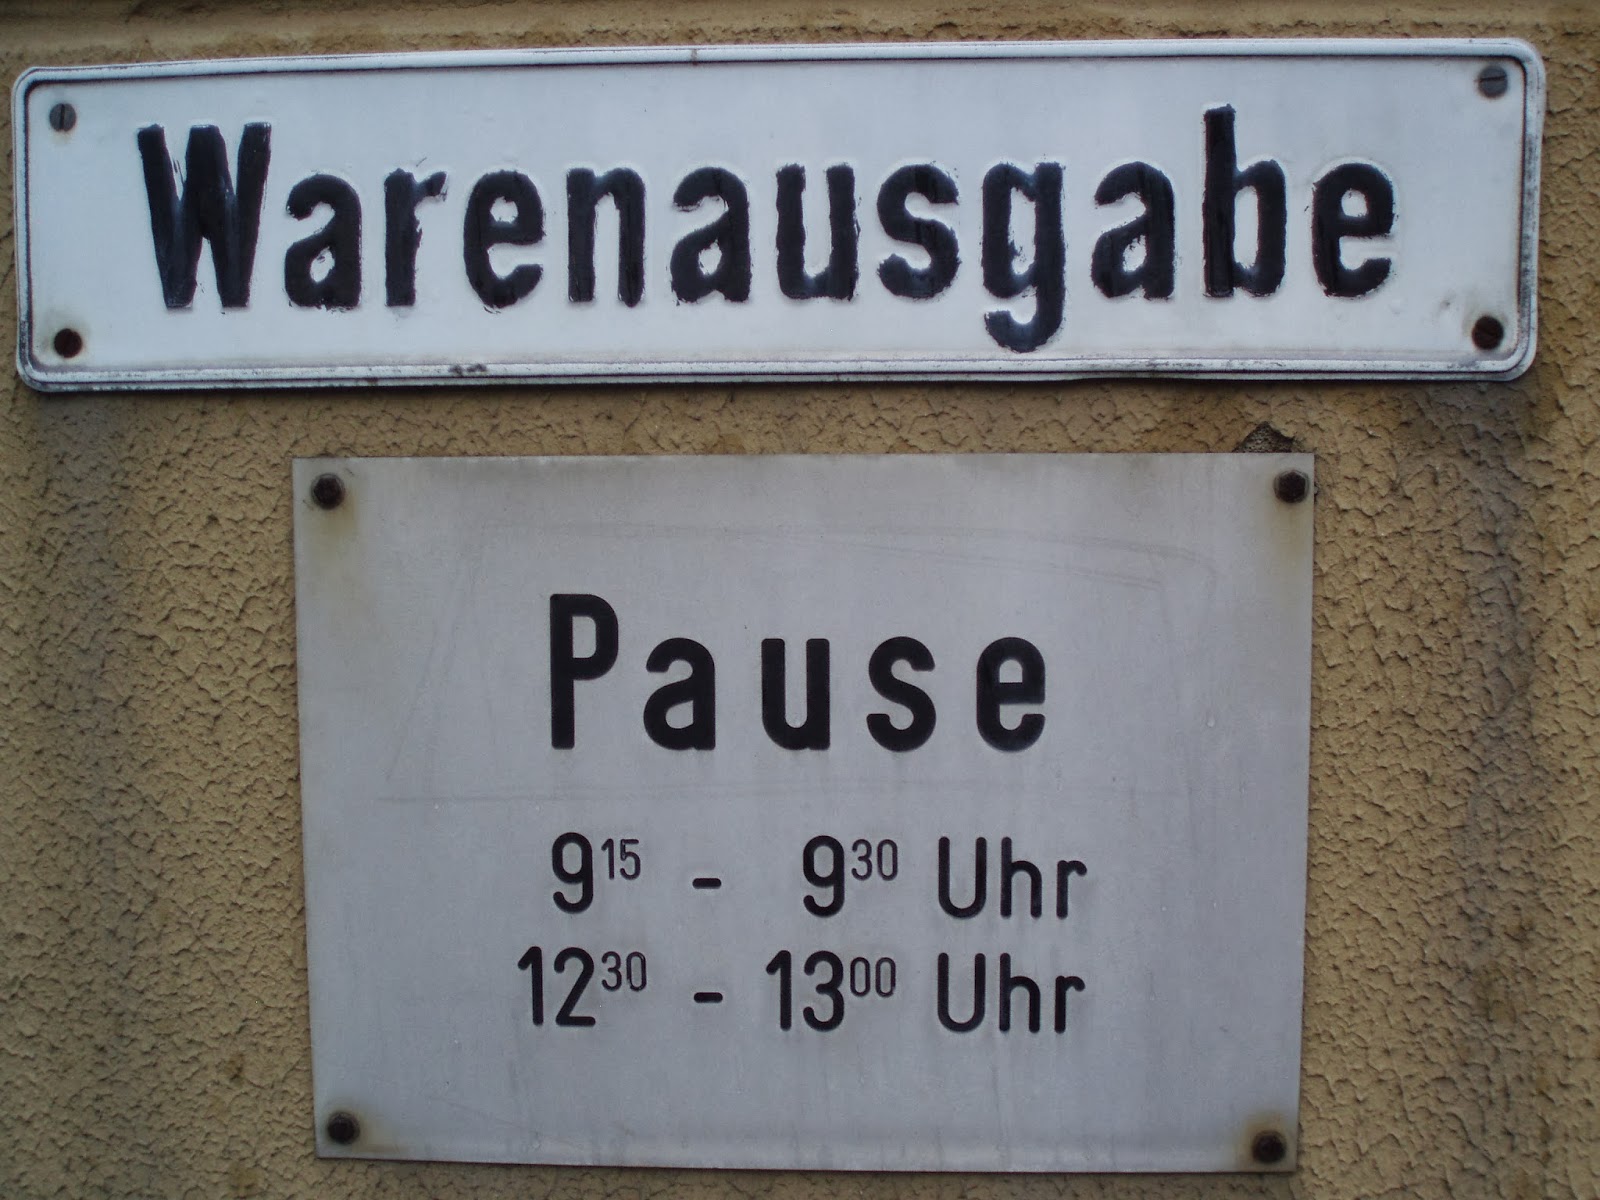 Warenausgabe
Pause
9¹⁵ - 9³⁰ Uhr
12³⁰ - 13⁰⁰ Uhr